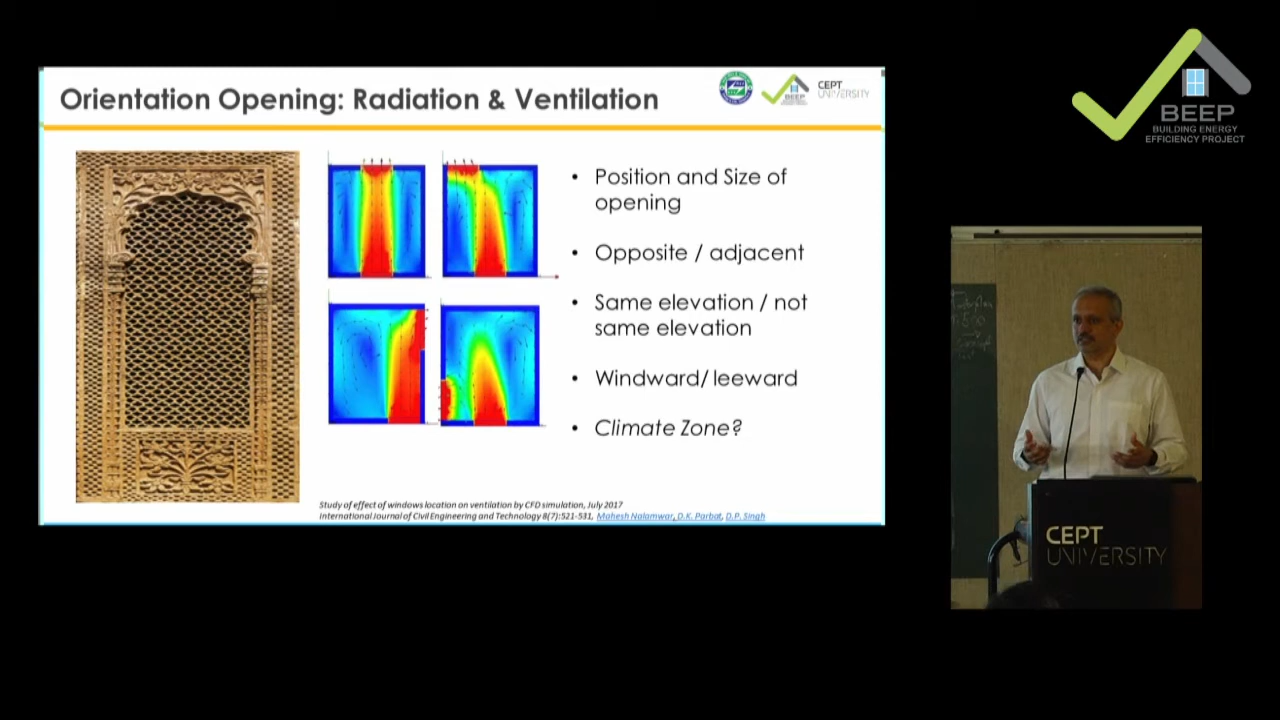 Orientation Opening: Radiation & Ventilation
BEEP
CEPT
UNIVERSITY
• Position and Size of
opening
• Opposite / adjacent
• Same elevation / not
same elevation
• Windward/ leeward
• Climate Zone?
Study of effect of windows location on ventilation by CFD simulation, July 2017
International Journal of Civil Engineering and Technology 8(7):521-531, Mahesh Nalamwar, D.K. Parbat, D.P. Singh
BEEP
BUILDING ENERGY
EFFICIENCY PROJECT
CEPT
UNIVERSITY